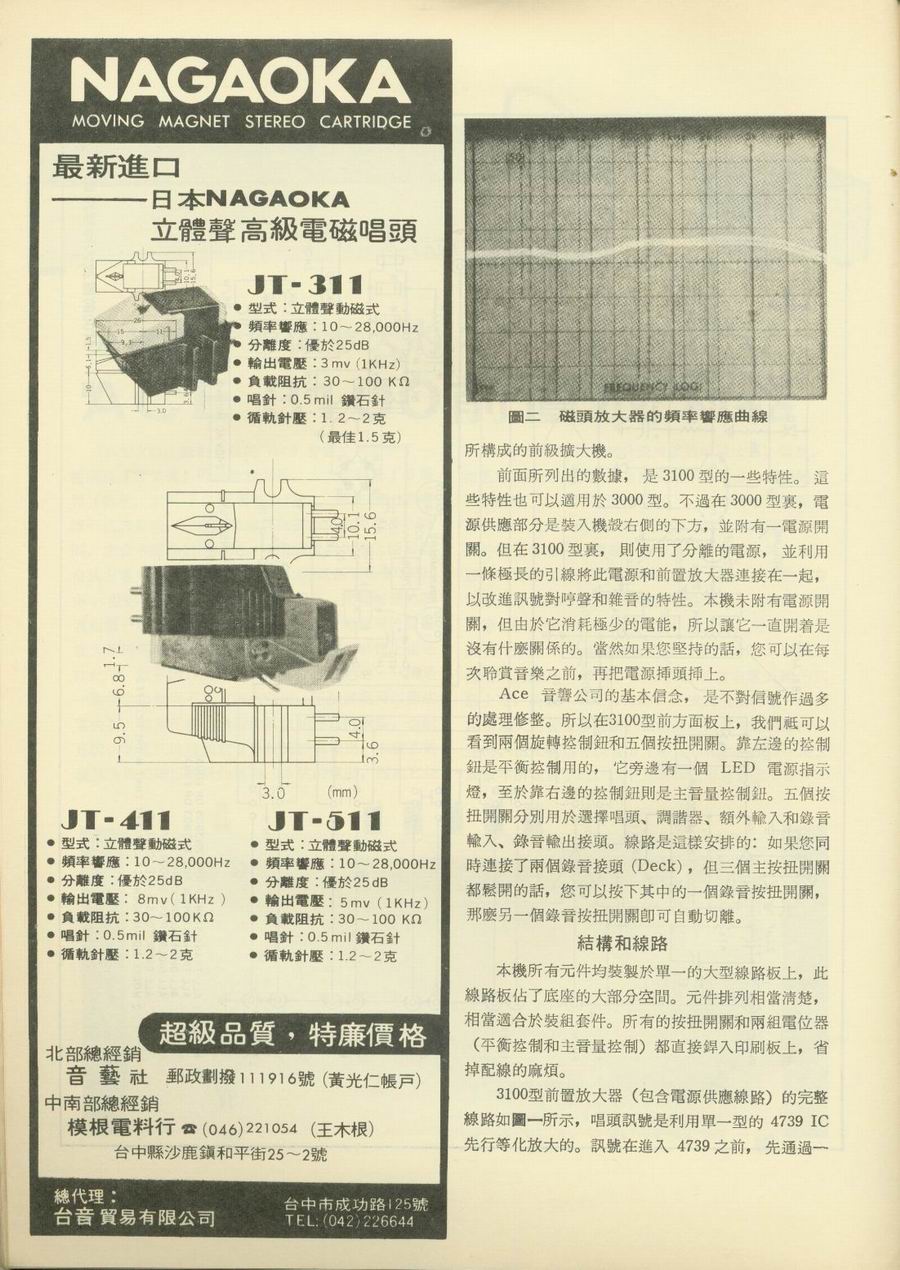 NAGAOKA
MOVING MAGNET STEREO CARTRIDGE
最新進口
日本NAGAOKA
立體聲高級電磁唱頭
JT-311
● 型式：立體聲動磁式
● 頻率響應：10～28,000Hz
● 分離度：優於25dB
● 輸出電壓：3mv (1KHz)
● 負載阻抗：30～100 KΩ
● 唱針：0.5mil 鑽石針
● 循軌針壓：1.2～2克
（最佳1.5克）
4.0
10.1
15.6
1.7
6.8
9.5
4.0
3.6
3.0
(mm)
JT-411
● 型式：立體聲動磁式
● 頻率響應：10～28,000Hz
● 分離度：優於25dB
● 輸出電壓：8mv (1KHz)
● 負載阻抗：30～100KΩ
● 唱針：0.5mil 鑽石針
● 循軌針壓：1.2～2克
JT-511
● 型式：立體聲動磁式
● 頻率響應：10～28,000Hz
● 分離度：優於25dB
● 輸出電壓：5mv (1KHz)
● 負載阻抗：30～100 KΩ
● 唱針：0.5mil 鑽石針
● 循軌針壓：1.2～2克
超級品質，特廉價格
北部總經銷
音藝社 郵政劃撥111916號（黃光仁帳戶）
中南部總經銷
模根電料行 ☎ (046)221054 （王木根）
台中縣沙鹿鎮和平街25～2號
總代理：
台音貿易有限公司
台中市成功路125號
TEL:(042)226644
FREQUENCY LOG
圖二 磁頭放大器的頻率響應曲線
所構成的前級擴大機。
前面所列出的數據，是 3100 型的一些特性。這
些特性也可以適用於 3000 型。不過在 3000 型裏，電
源供應部分是裝入機殼右側的下方，並附有一電源開
關。但在 3100 型裏，則使用了分離的電源，並利用
一條極長的引線將此電源和前置放大器連接在一起，
以改進訊號對哼聲和雜音的特性。本機未附有電源開
關，但由於它消耗極少的電能，所以讓它一直開着是
沒有什麼關係的。當然如果您堅持的話，您可以在每
次聆賞音樂之前，再把電源揷頭揷上。
Ace 音響公司的基本信念，是不對信號作過多
的處理修整。所以在3100型前方面板上，我們祗可以
看到兩個旋轉控制鈕和五個按扭開關。靠左邊的控制
鈕是平衡控制用的，它旁邊有一個 LED 電源指示
燈，至於靠右邊的控制鈕則是主音量控制鈕。五個按
扭開關分別用於選擇唱頭、調諧器、額外輸入和錄音
輸入、錄音輸出接頭。線路是這樣安排的：如果您同
時連接了兩個錄音接頭 (Deck)，但三個主按扭開關
都鬆開的話，您可以按下其中的一個錄音按扭開關，
那麼另一個錄音按扭開關卽可自動切離。
結構和線路
本機所有元件均裝製於單一的大型線路板上，此
線路板佔了底座的大部分空間。元件排列相當清楚，
相當適合於裝組套件。所有的按扭開關和兩組電位器
（平衡控制和主音量控制）都直接銲入印刷板上，省
掉配線的麻煩。
3100型前置放大器（包含電源供應線路）的完整
線路如圖一所示，唱頭訊號是利用單一型的 4739 IC
先行等化放大的。訊號在進入 4739 之前，先通過一